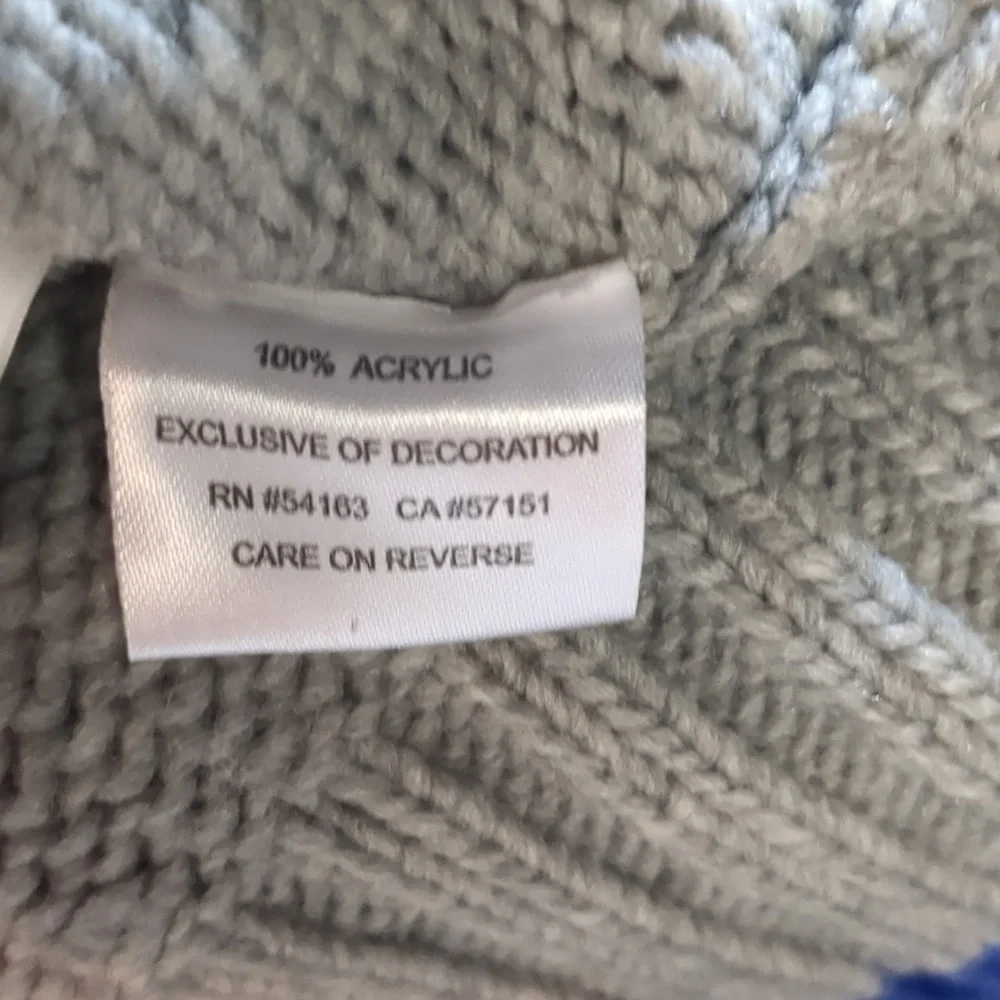 100% ACRYLIC
EXCLUSIVE OF DECORATION
RN #54163 CA #57151
CARE ON REVERSE